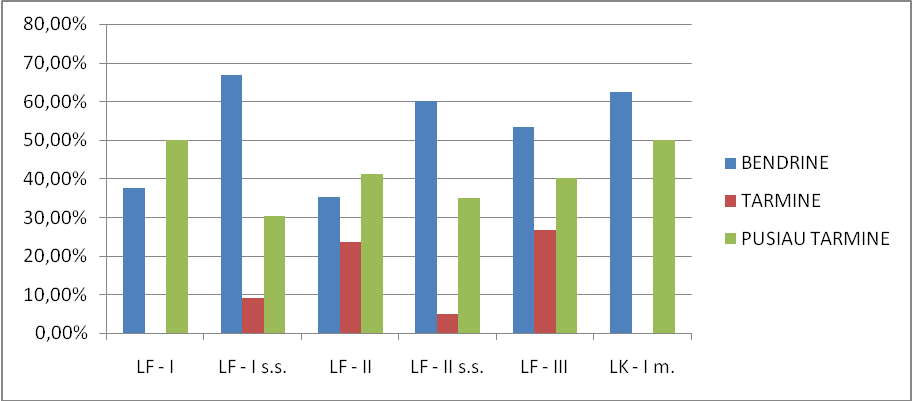 80,00%
70,00%
60,00%
50,00%
40,00%
30,00%
20,00%
10,00%
0,00%
LF - I LF - I s.s. LF - II LF - II s.s. LF - III LK - I m.
BENDRINE
TARMINE
PUSIAU TARMINE